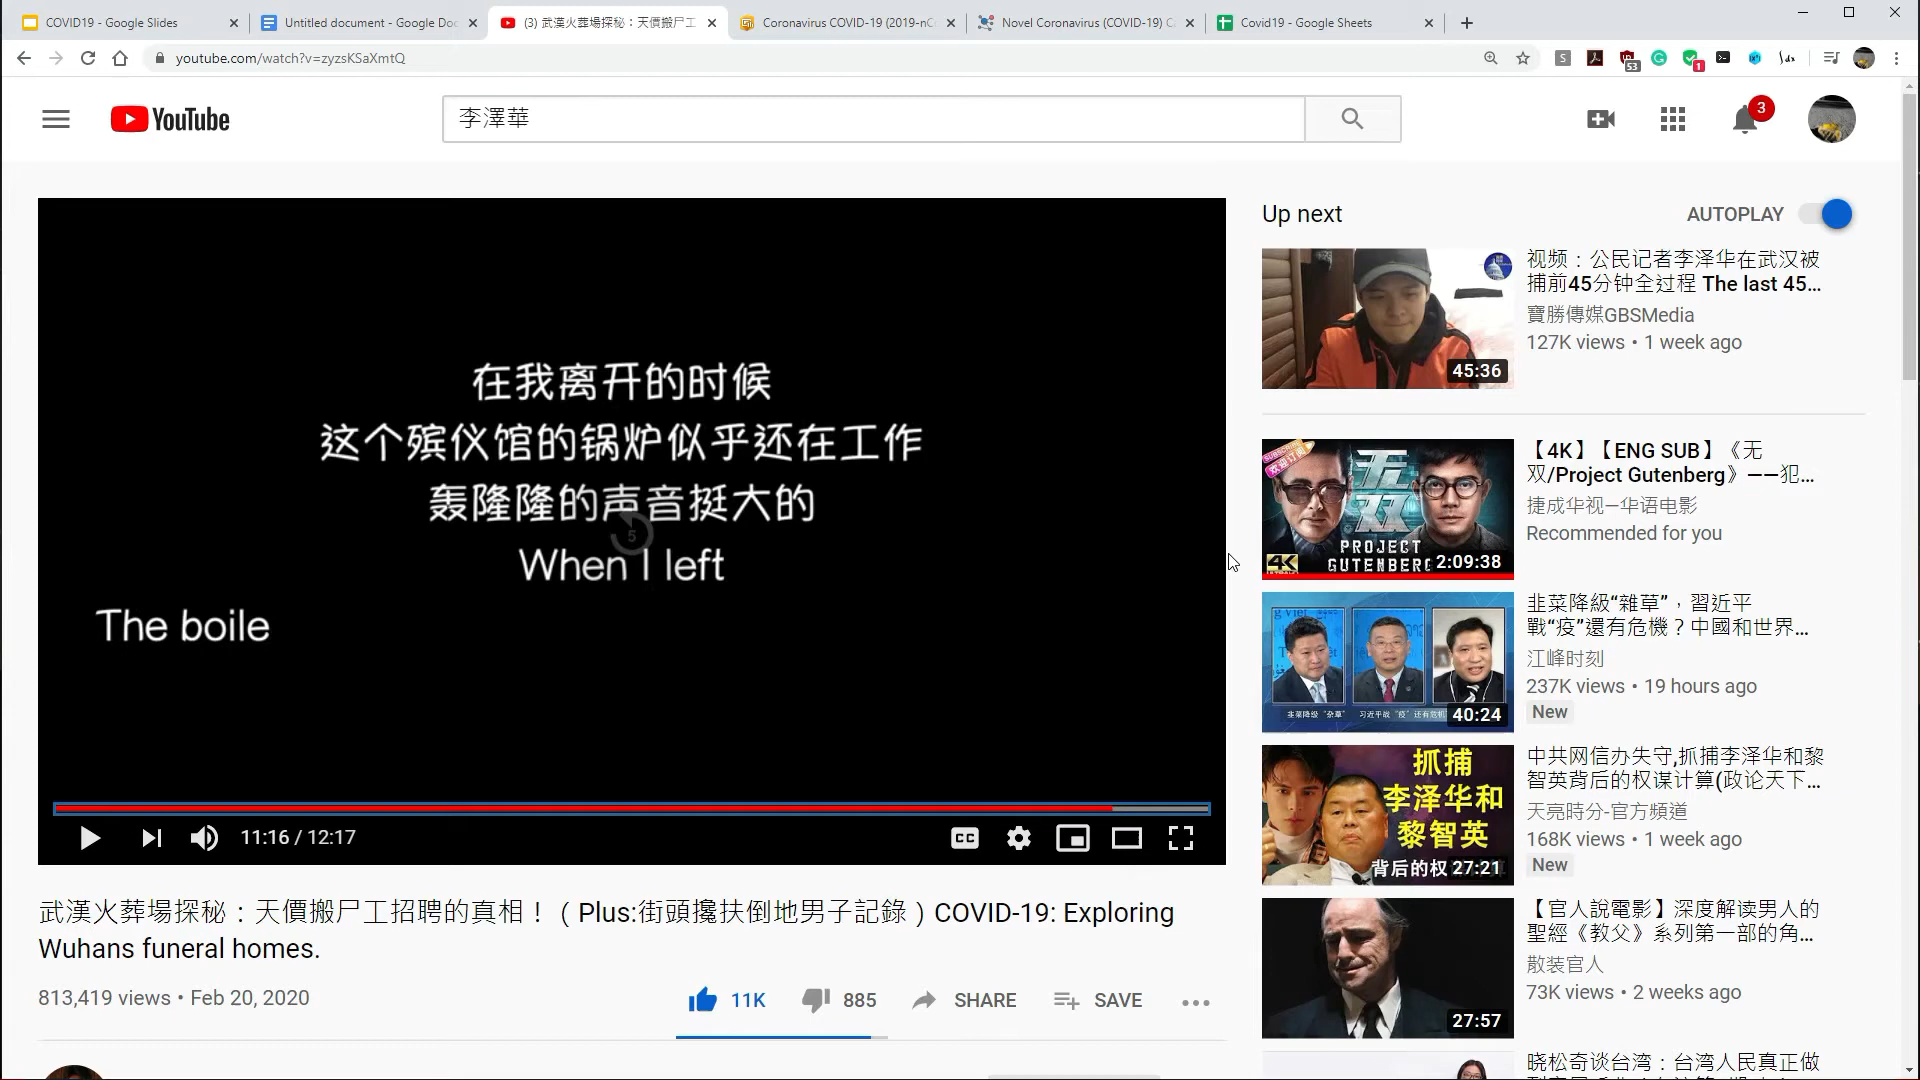 COVID19 - Google Slides
Untitled document - Google Doc
(3) 武漢火葬場探秘：天價搬尸工
Coronavirus COVID-19 (2019-nC
Novel Coronavirus (COVID-19) C
Covid19 - Google Sheets
youtube.com/watch?v=zyzsKSaXmtQ
53
1
YouTube
李澤華
3
在我离开的时候
这个殡仪馆的锅炉似乎还在工作
轰隆隆的声音挺大的
5
When I left
The boile
11:16 / 12:17
CC
武漢火葬場探秘：天價搬尸工招聘的真相！（Plus:街頭攙扶倒地男子記錄）COVID-19: Exploring
Wuhans funeral homes.
813,419 views • Feb 20, 2020
11K
885
SHARE
SAVE
Up next
AUTOPLAY
45:36
视频：公民记者李泽华在武汉被
捕前45分钟全过程 The last 45...
寶勝傳媒GBSMedia
127K views • 1 week ago
无双
PROJECT
GUTENBERG
4K
2:09:38
【4K】【ENG SUB】《无
双/Project Gutenberg》——犯...
捷成华视—华语电影
Recommended for you
40:24
韭菜降級“雜草”，習近平
戰“疫”還有危機？中國和世界...
江峰时刻
237K views • 19 hours ago
New
抓捕
李泽华和
黎智英
背后的权
27:21
中共网信办失守,抓捕李泽华和黎
智英背后的权谋计算(政论天下...
天亮時分-官方頻道
168K views • 1 week ago
New
27:57
【官人說電影】深度解读男人的
聖經《教父》系列第一部的角...
散装官人
73K views • 2 weeks ago
晓松奇谈台湾：台湾人民真正做